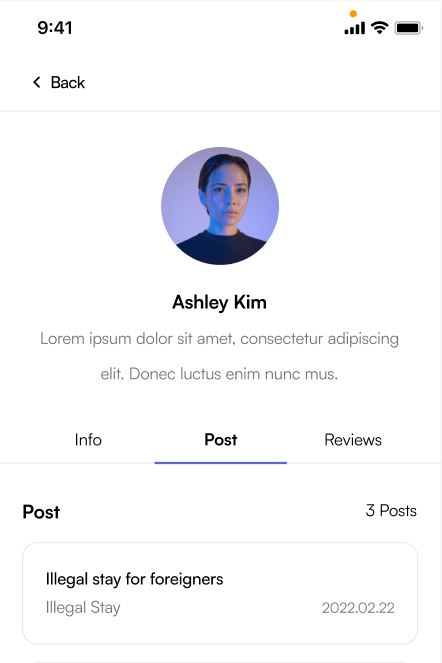 9:41
Back
Ashley Kim
Lorem ipsum dolor sit amet, consectetur adipiscing
elit. Donec luctus enim nunc mus.
Info Post Reviews
Post 3 Posts
Illegal stay for foreigners
Illegal Stay 2022.02.22